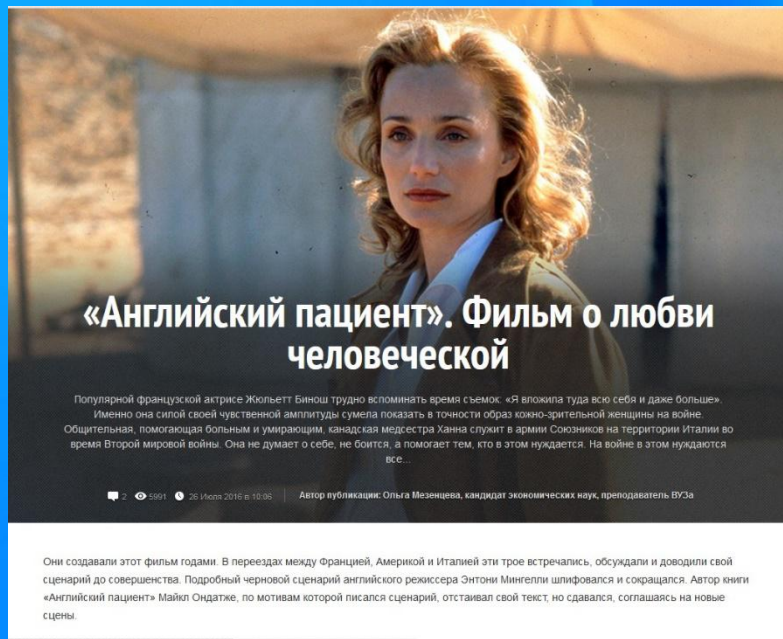 «Английский пациент». Фильм о любви
человеческой
Популярной французской актрисе Жюльетт Бинош трудно вспоминать время съемок: «Я вложила туда всю себя и даже больше».
Именно она силой своей чувственной амплитуды сумела показать в точности образ кожно-зрительной женщины на войне.
Общительная, помогающая больным и умирающим, канадская медсестра Ханна служит в армии Союзников на территории Италии во
время Второй мировой войны. Она не думает о себе, не боится, а помогает тем, кто в этом нуждается. На войне в этом нуждаются
все...
2 5991 26 Июля 2016 в 10:06 Автор публикации: Ольга Мезенцева, кандидат экономических наук, преподаватель ВУЗа
Они создавали этот фильм годами. В переездах между Францией, Америкой и Италией эти трое встречались, обсуждали и доводили свой
сценарий до совершенства. Подробный черновой сценарий английского режиссера Энтони Мингелли шлифовался и сокращался. Автор книги
«Английский пациент» Майкл Ондатже, по мотивам которой писался сценарий, отстаивал свой текст, но сдавался, соглашаясь на новые
сцены.